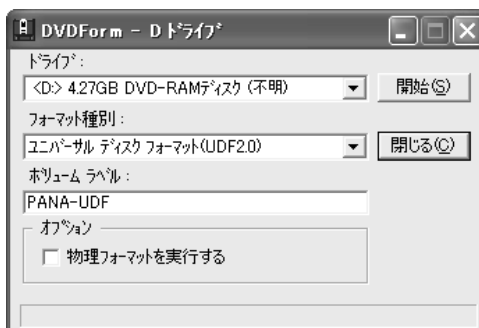 DVDForm - D ﾄﾞﾗｲﾌﾞ
ﾄﾞﾗｲﾌﾞ:
<D:> 4.27GB DVD-RAMﾃﾞｨｽｸ (不明)
開始(S)
ﾌｫｰﾏｯﾄ種別:
ﾕﾆﾊﾞｰｻﾙ ﾃﾞｨｽｸ ﾌｫｰﾏｯﾄ(UDF2.0)
閉じる(C)
ﾎﾞﾘｭｰﾑ ﾗﾍﾞﾙ:
PANA-UDF
ｵﾌﾟｼｮﾝ
物理ﾌｫｰﾏｯﾄを実行する